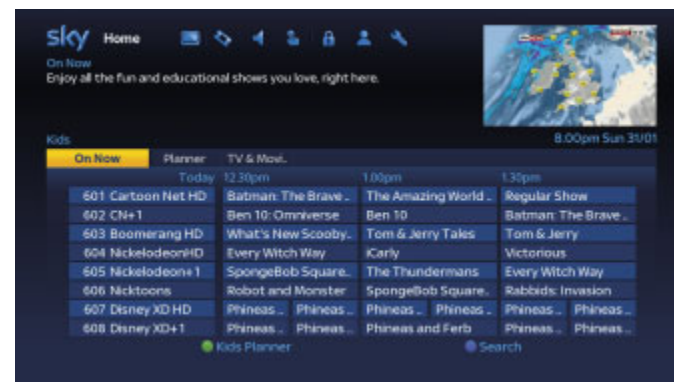 sky Home
On Now
Enjoy all the fun and educational shows you love, right here.
Kids 8.00pm Sun 31/01
On Now Planner TV & Movi..
Today 12.30pm 1.00pm 1.30pm
601 Cartoon Net HD Batman: The Brave .. The Amazing World .. Regular Show
602 CN+1 Ben 10: Omniverse Ben 10 Batman: The Brave ..
603 Boomerang HD What's New Scooby.. Tom & Jerry Tales Tom & Jerry
604 NickelodeonHD Every Witch Way iCarly Victorious
605 Nickelodeon+1 SpongeBob Square.. The Thundermans Every Witch Way
606 Nicktoons Robot and Monster SpongeBob Square.. Rabbids: Invasion
607 Disney XD HD Phineas .. Phineas .. Phineas .. Phineas .. Phineas .. Phineas ..
608 Disney XD+1 Phineas .. Phineas .. Phineas and Ferb Phineas .. Phineas ..
Kids Planner Search